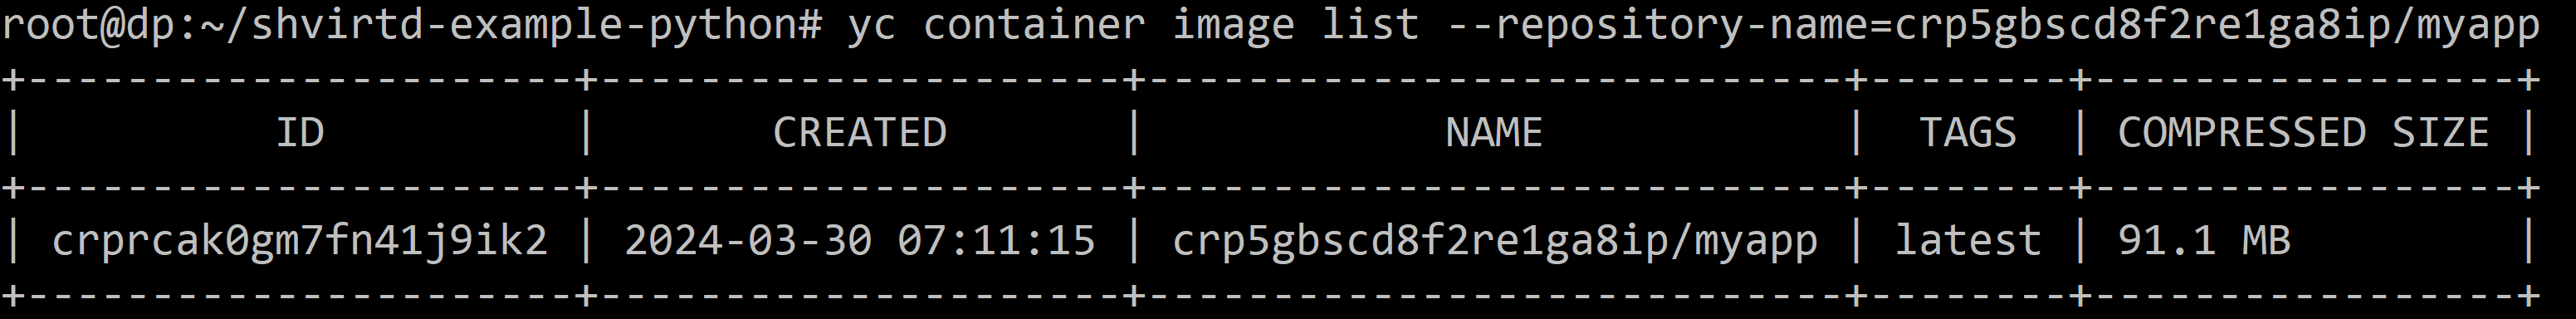 root@dp:~/shvirtd-example-python# yc container image list --repository-name=crp5gbscd8f2re1ga8ip/myapp
+----------------------+---------------------+----------------------------+--------+-----------------+
|          ID          |       CREATED       |            NAME            |  TAGS  | COMPRESSED SIZE |
+----------------------+---------------------+----------------------------+--------+-----------------+
| crprcak0gm7fn41j9ik2 | 2024-03-30 07:11:15 | crp5gbscd8f2re1ga8ip/myapp | latest | 91.1 MB         |
+----------------------+---------------------+----------------------------+--------+-----------------+